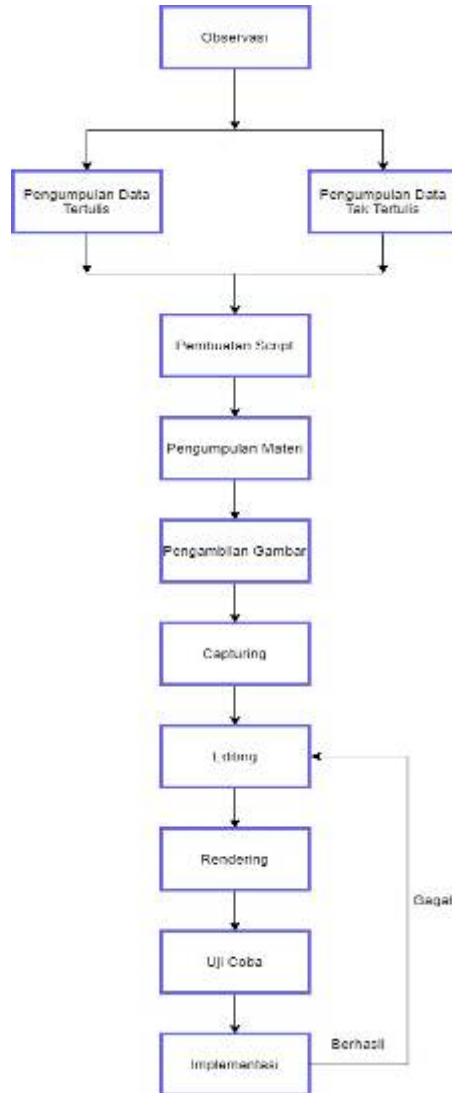 Observasi
Pengumpulan Data
Tertulis
Pengumpulan Data
Tak Tertulis
Pembuatan Script
Pengumpulan Materi
Pengambilan Gambar
Capturing
Editing
Rendering
Gagal
Uji Coba
Berhasil
Implementasi